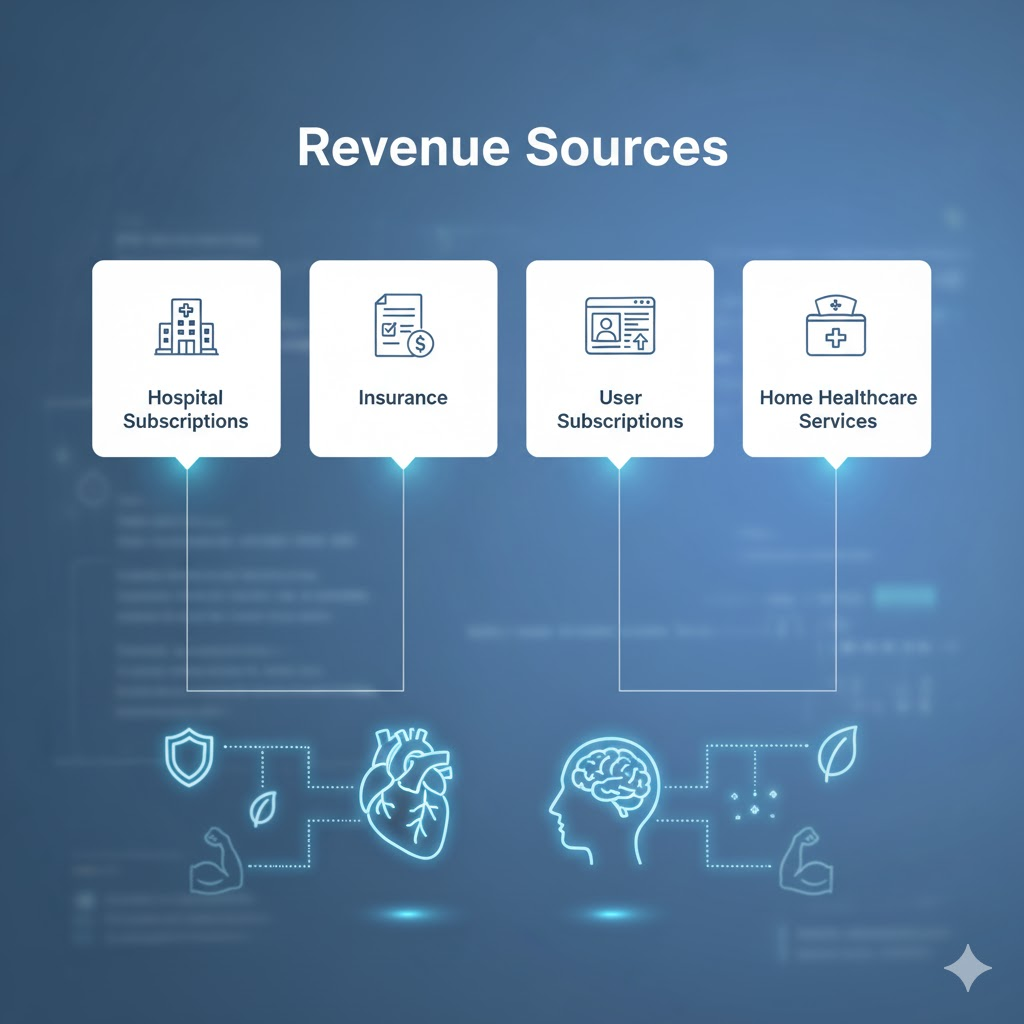 Revenue Sources
Hospital
Subscriptions
Insurance
User
Subscriptions
Home Healthcare
Services